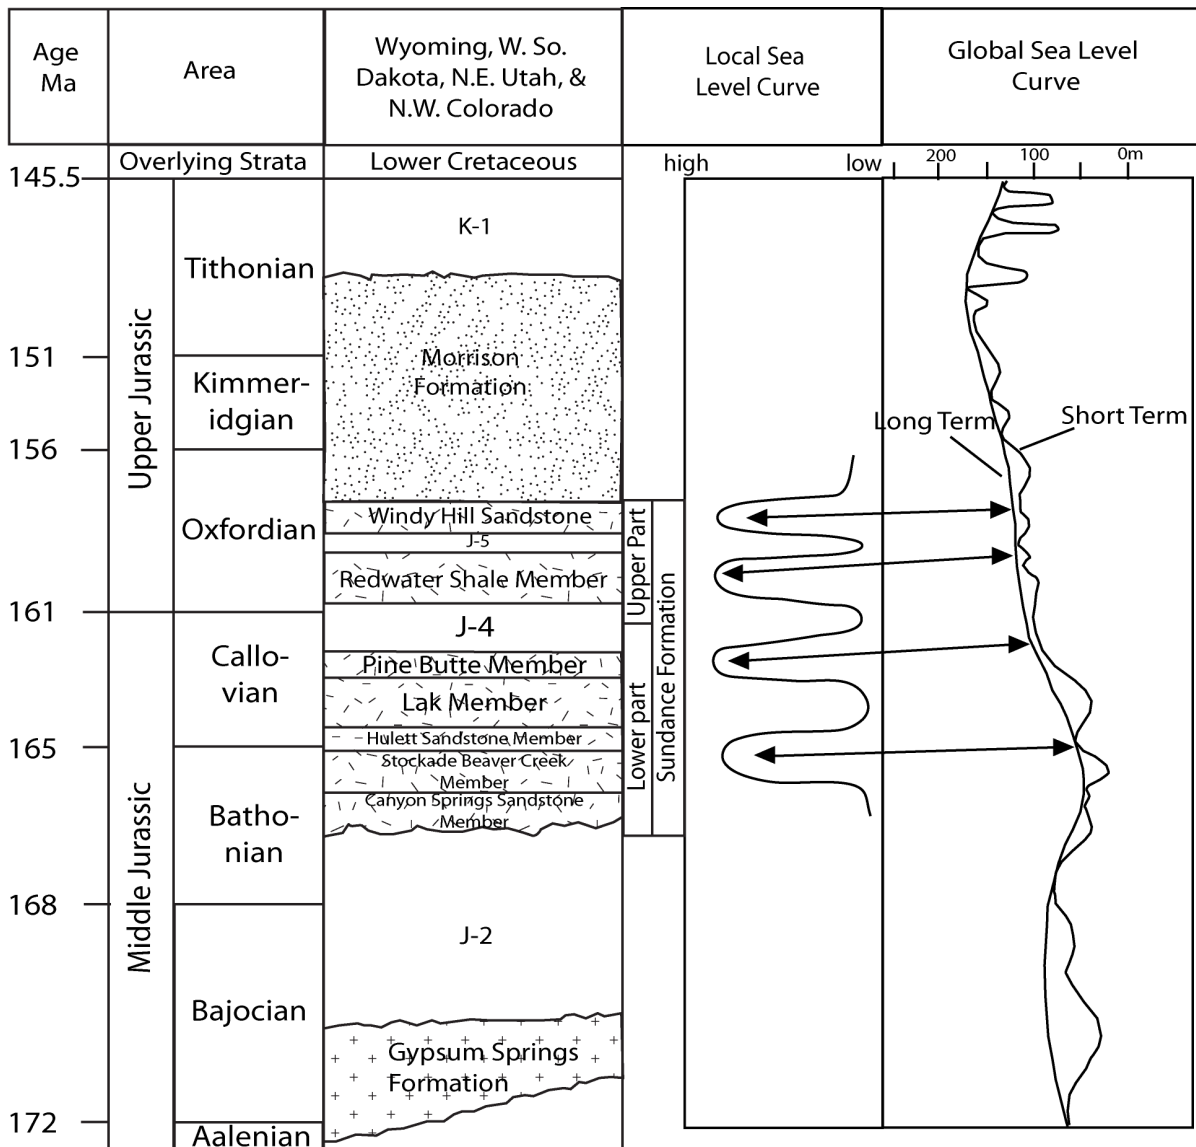 Age
Ma
Area
Wyoming, W. So.
Dakota, N.E. Utah, &
N.W. Colorado
Local Sea
Level Curve
Global Sea Level
Curve
Overlying Strata
Lower Cretaceous
high
low
200
100
0m
145.5
151
156
161
165
168
172
Upper Jurassic
Middle Jurassic
Tithonian
Kimmer-
idgian
Oxfordian
Callo-
vian
Batho-
nian
Bajocian
Aalenian
K-1
Morrison
Formation
Windy Hill Sandstone
J-5
Redwater Shale Member
J-4
Pine Butte Member
Lak Member
Hulett Sandstone Member
Stockade Beaver Creek
Member
Canyon Springs Sandstone
Member
J-2
Gypsum Springs
Formation
Upper Part
Lower part
Sundance Formation
Long Term
Short Term